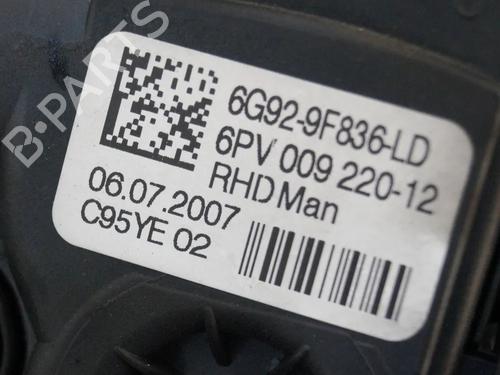 B-PARTS
6G92-9F836-LD
6PV 009 220-12
RHD Man
06.07.2007
C95YE 02